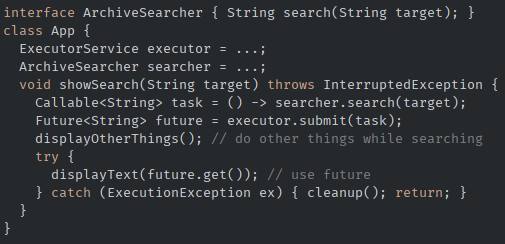 interface ArchiveSearcher { String search(String target); }
class App {
  ExecutorService executor = ...;
  ArchiveSearcher searcher = ...;
  void showSearch(String target) throws InterruptedException {
    Callable<String> task = () -> searcher.search(target);
    Future<String> future = executor.submit(task);
    displayOtherThings(); // do other things while searching
    try {
      displayText(future.get()); // use future
    } catch (ExecutionException ex) { cleanup(); return; }
  }
}